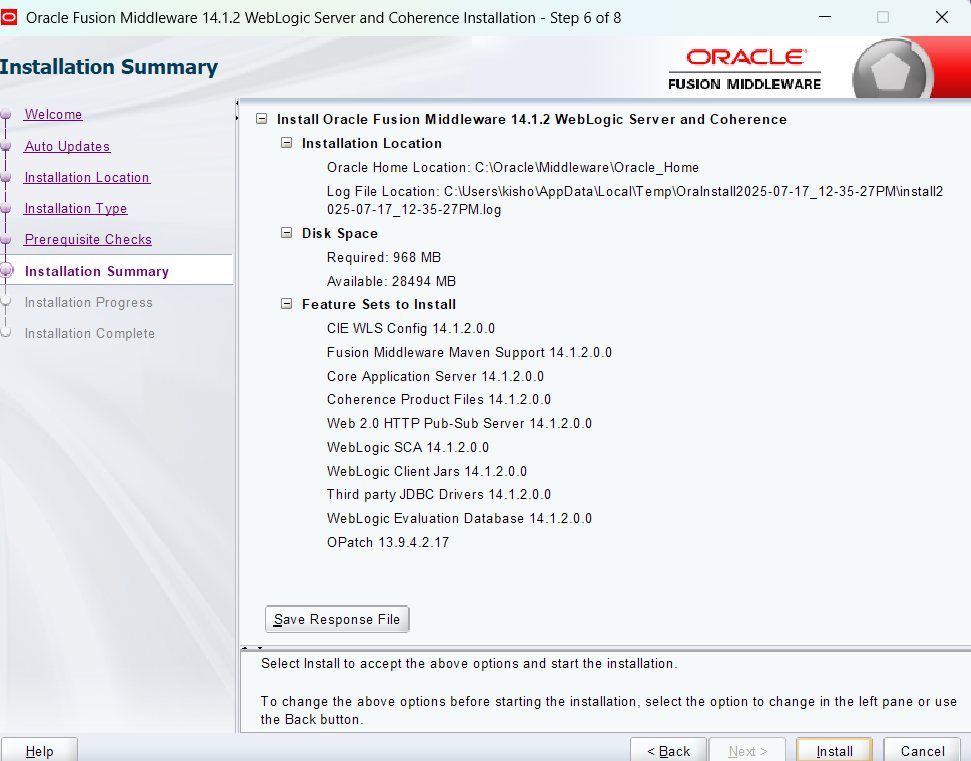 Oracle Fusion Middleware 14.1.2 WebLogic Server and Coherence Installation - Step 6 of 8
Installation Summary
ORACLE
FUSION MIDDLEWARE
Welcome
Auto Updates
Installation Location
Installation Type
Prerequisite Checks
Installation Summary
Installation Progress
Installation Complete
Install Oracle Fusion Middleware 14.1.2 WebLogic Server and Coherence
Installation Location
Oracle Home Location: C:\Oracle\Middleware\Oracle_Home
Log File Location: C:\Users\kisho\AppData\Local\Temp\OraInstall2025-07-17_12-35-27PM\install2
025-07-17_12-35-27PM.log
Disk Space
Required: 968 MB
Available: 28494 MB
Feature Sets to Install
CIE WLS Config 14.1.2.0.0
Fusion Middleware Maven Support 14.1.2.0.0
Core Application Server 14.1.2.0.0
Coherence Product Files 14.1.2.0.0
Web 2.0 HTTP Pub-Sub Server 14.1.2.0.0
WebLogic SCA 14.1.2.0.0
WebLogic Client Jars 14.1.2.0.0
Third party JDBC Drivers 14.1.2.0.0
WebLogic Evaluation Database 14.1.2.0.0
OPatch 13.9.4.2.17
Save Response File
Select Install to accept the above options and start the installation.
To change the above options before starting the installation, select the option to change in the left pane or use
the Back button.
Help
< Back
Next >
Install
Cancel